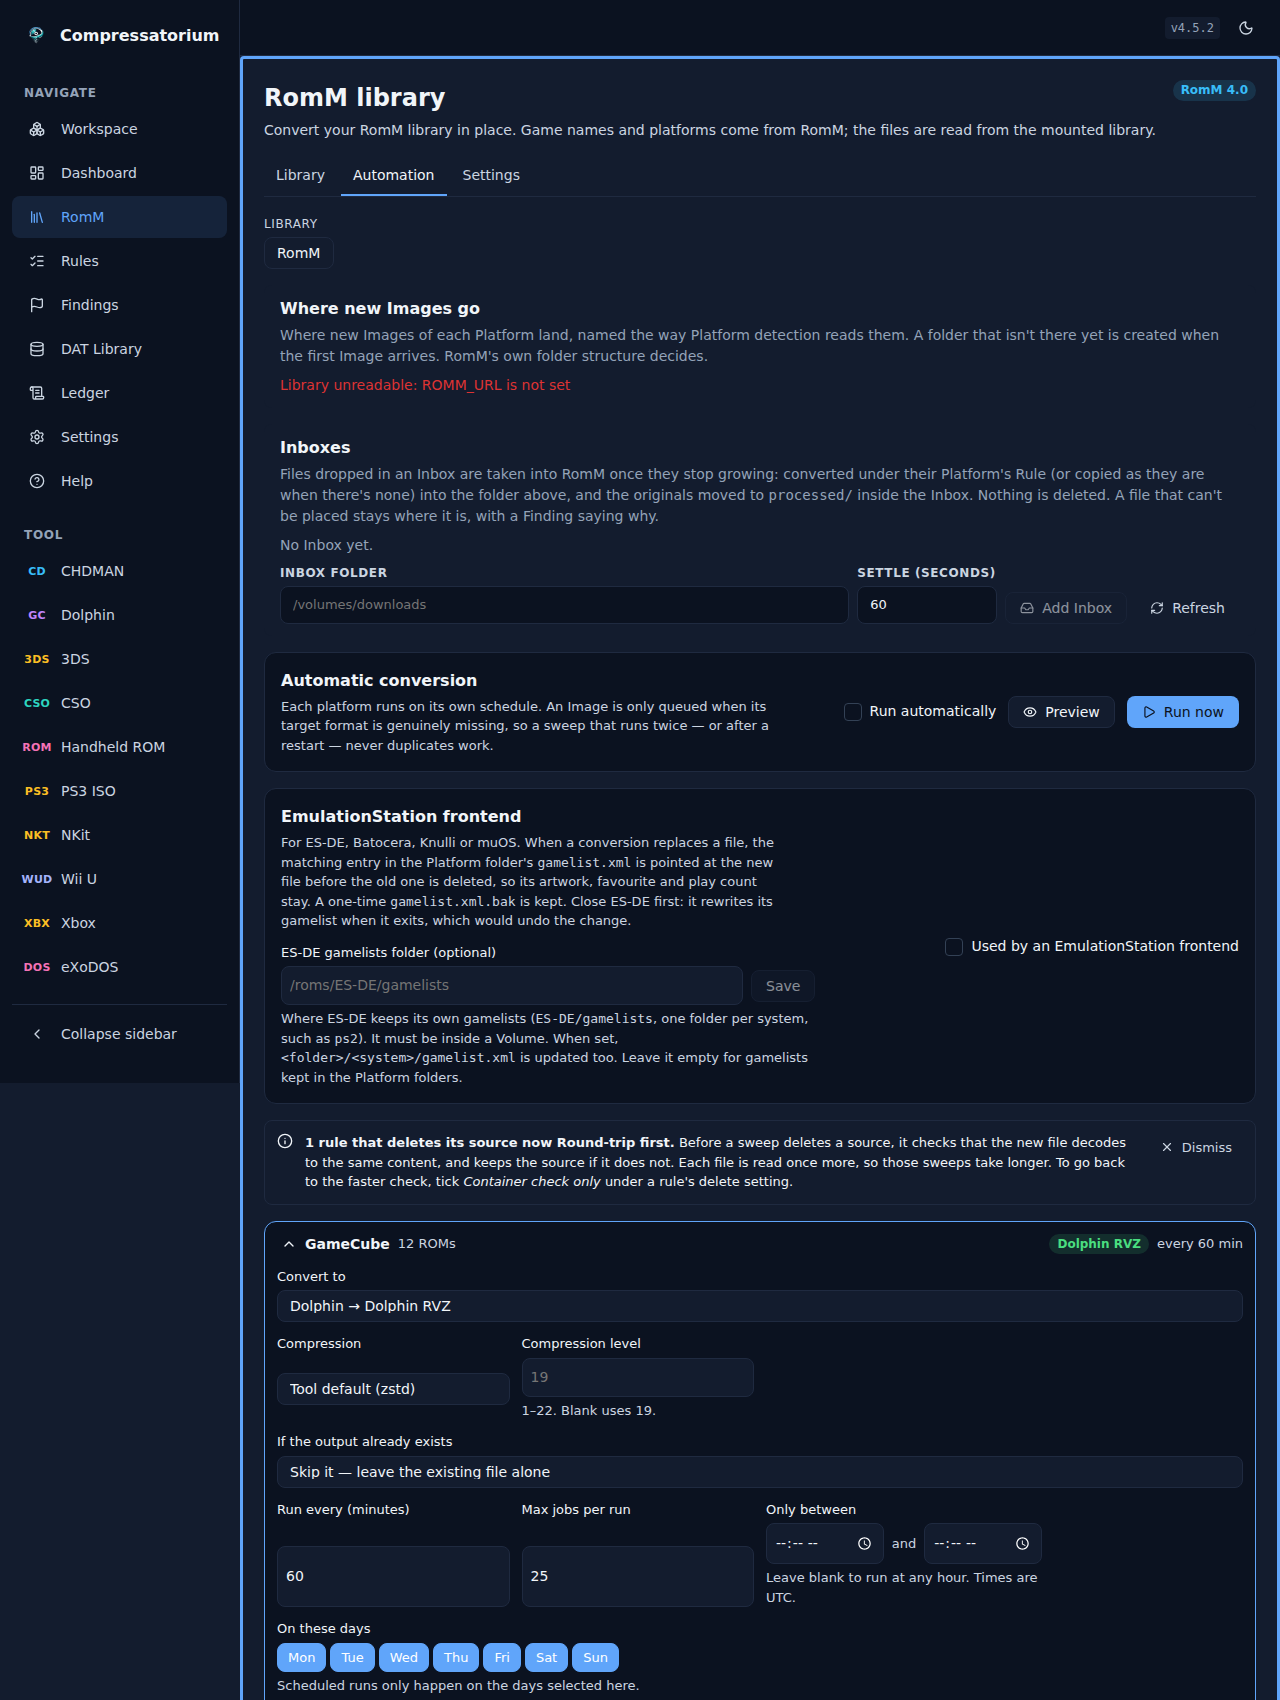 Compressatorium
v4.5.2
NAVIGATE
Workspace
Dashboard
RomM
Rules
Findings
DAT Library
Ledger
Settings
Help
TOOL
CD CHDMAN
GC Dolphin
3DS 3DS
CSO CSO
ROM Handheld ROM
PS3 PS3 ISO
NKT NKit
WUD Wii U
XBX Xbox
DOS eXoDOS
Collapse sidebar
RomM library
RomM 4.0
Convert your RomM library in place. Game names and platforms come from RomM; the files are read from the mounted library.
Library Automation Settings
LIBRARY
RomM
Where new Images go
Where new Images of each Platform land, named the way Platform detection reads them. A folder that isn't there yet is created when
the first Image arrives. RomM's own folder structure decides.
Library unreadable: ROMM_URL is not set
Inboxes
Files dropped in an Inbox are taken into RomM once they stop growing: converted under their Platform's Rule (or copied as they are
when there's none) into the folder above, and the originals moved to processed/ inside the Inbox. Nothing is deleted. A file that can't
be placed stays where it is, with a Finding saying why.
No Inbox yet.
INBOX FOLDER SETTLE (SECONDS)
/volumes/downloads 60 Add Inbox Refresh
Automatic conversion
Each platform runs on its own schedule. An Image is only queued when its
target format is genuinely missing, so a sweep that runs twice — or after a
restart — never duplicates work.
Run automatically Preview Run now
EmulationStation frontend
For ES-DE, Batocera, Knulli or muOS. When a conversion replaces a file, the
matching entry in the Platform folder's gamelist.xml is pointed at the new
file before the old one is deleted, so its artwork, favourite and play count
stay. A one-time gamelist.xml.bak is kept. Close ES-DE first: it rewrites its
gamelist when it exits, which would undo the change.
ES-DE gamelists folder (optional)
/roms/ES-DE/gamelists Save
Where ES-DE keeps its own gamelists (ES-DE/gamelists, one folder per system,
such as ps2). It must be inside a Volume. When set,
<folder>/<system>/gamelist.xml is updated too. Leave it empty for gamelists
kept in the Platform folders.
Used by an EmulationStation frontend
1 rule that deletes its source now Round-trip first. Before a sweep deletes a source, it checks that the new file decodes
to the same content, and keeps the source if it does not. Each file is read once more, so those sweeps take longer. To go back
to the faster check, tick Container check only under a rule's delete setting.
Dismiss
GameCube 12 ROMs Dolphin RVZ every 60 min
Convert to
Dolphin → Dolphin RVZ
Compression Compression level
Tool default (zstd) 19
1–22. Blank uses 19.
If the output already exists
Skip it — leave the existing file alone
Run every (minutes) Max jobs per run Only between
60 25 --:-- -- and --:-- --
Leave blank to run at any hour. Times are
UTC.
On these days
Mon Tue Wed Thu Fri Sat Sun
Scheduled runs only happen on the days selected here.